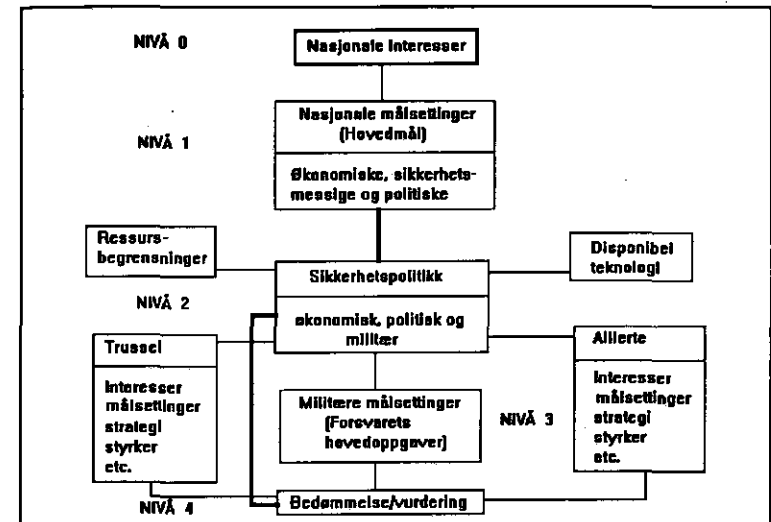 NIVÅ 0
Nasjonale Interesser
Nasjonale målsettinger
(Hovedmål)
NIVÅ 1
Økonomiske, sikkerhets-
messige og politiske
Ressurs-
begrensninger
Disponibel
teknologi
Sikkerhetspolitikk
NIVÅ 2
økonomisk, politisk og
militær
Trussel
Interesser
målsettinger
strategi
styrker
etc.
Allierte
Interesser
målsettinger
strategi
styrker
etc.
Militære målsettinger
(Forsvarets
hovedoppgaver)
NIVÅ 3
Bedømmelse/vurdering
NIVÅ 4